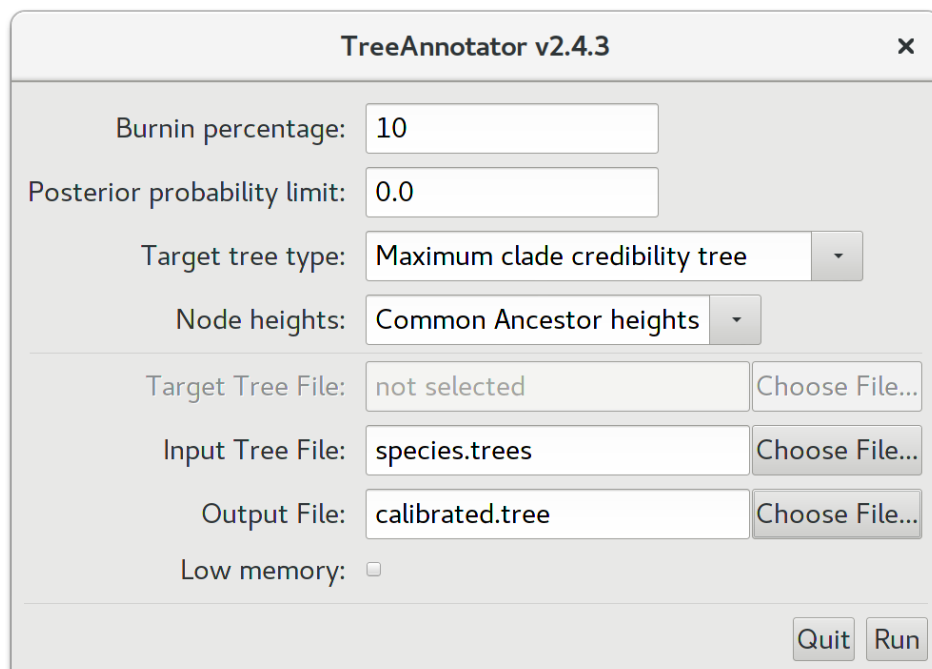 TreeAnnotator v2.4.3
Burnin percentage: 10
Posterior probability limit: 0.0
Target tree type: Maximum clade credibility tree
Node heights: Common Ancestor heights
Target Tree File: not selected Choose File...
Input Tree File: species.trees Choose File...
Output File: calibrated.tree Choose File...
Low memory:
Quit Run